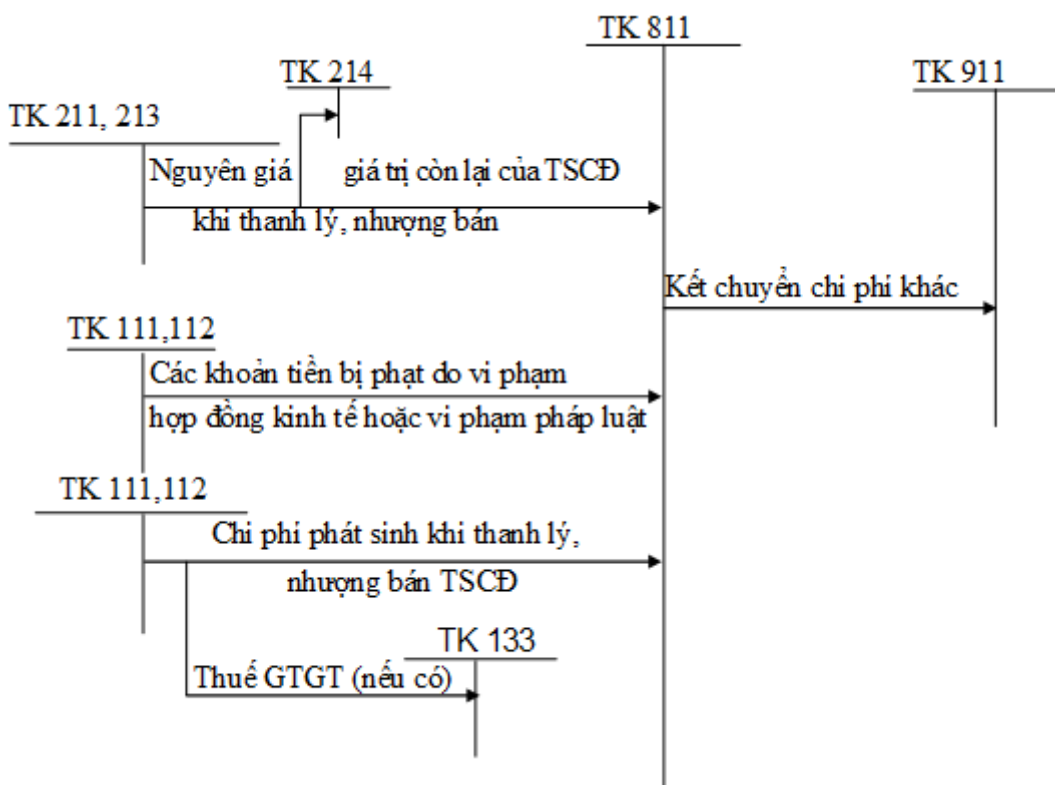 TK 811
TK 214
TK 911
TK 211, 213
Nguyên giá
giá trị còn lại của TSCĐ
khi thanh lý, nhượng bán
Kết chuyển chi phí khác
TK 111,112
Các khoản tiền bị phạt do vi phạm
hợp đồng kinh tế hoặc vi phạm pháp luật
TK 111,112
Chi phí phát sinh khi thanh lý,
nhượng bán TSCĐ
TK 133
Thuế GTGT (nếu có)